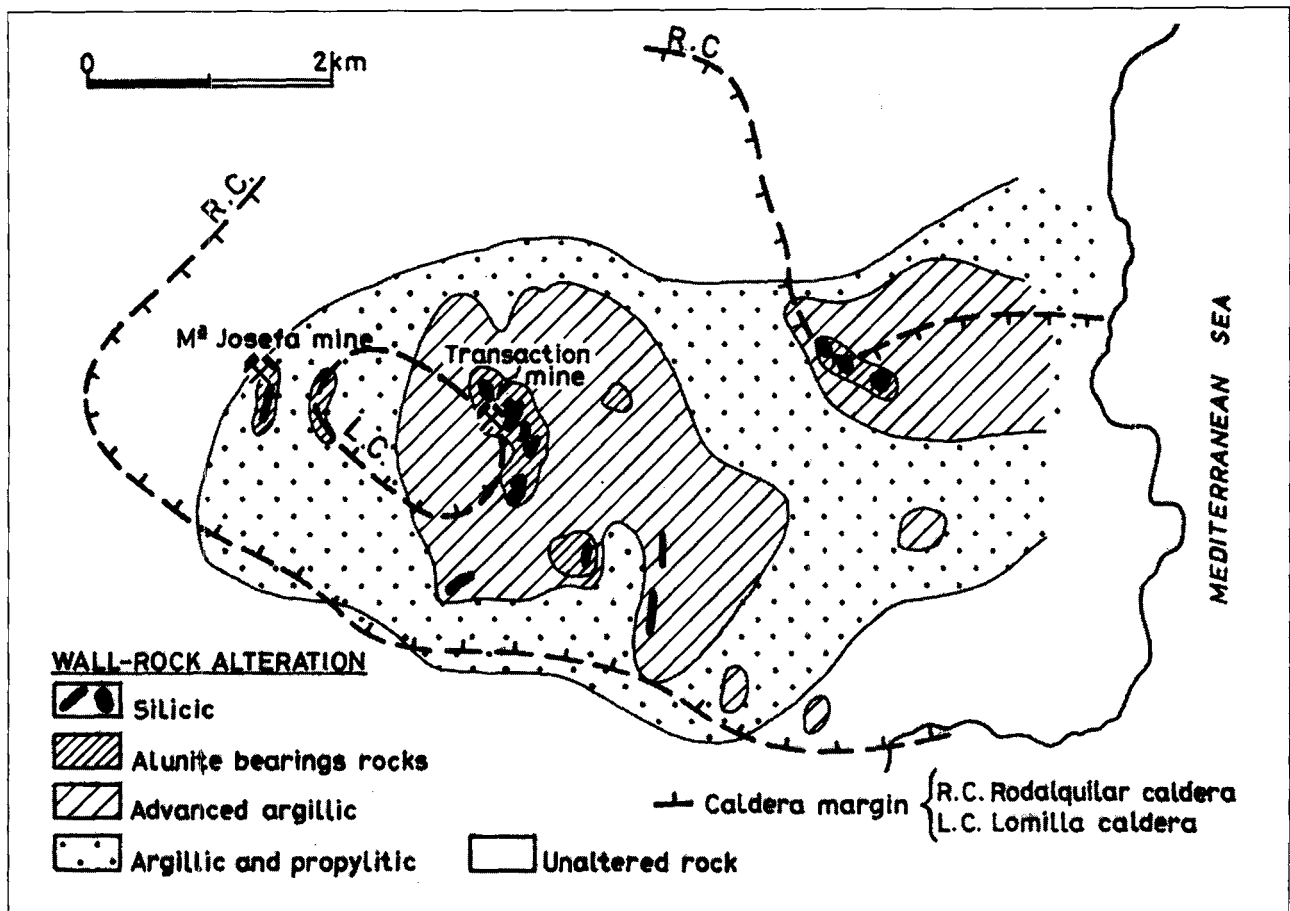 0 2km
R.C
R.C.
Mª Josefa mine
Transaction
mine
L.C.
MEDITERRANEAN SEA
WALL-ROCK ALTERATION
Silicic
Alunite bearings rocks
Advanced argillic
Argillic and propylitic
Unaltered rock
Caldera margin
R.C. Rodalquilar caldera
L.C. Lomilla caldera